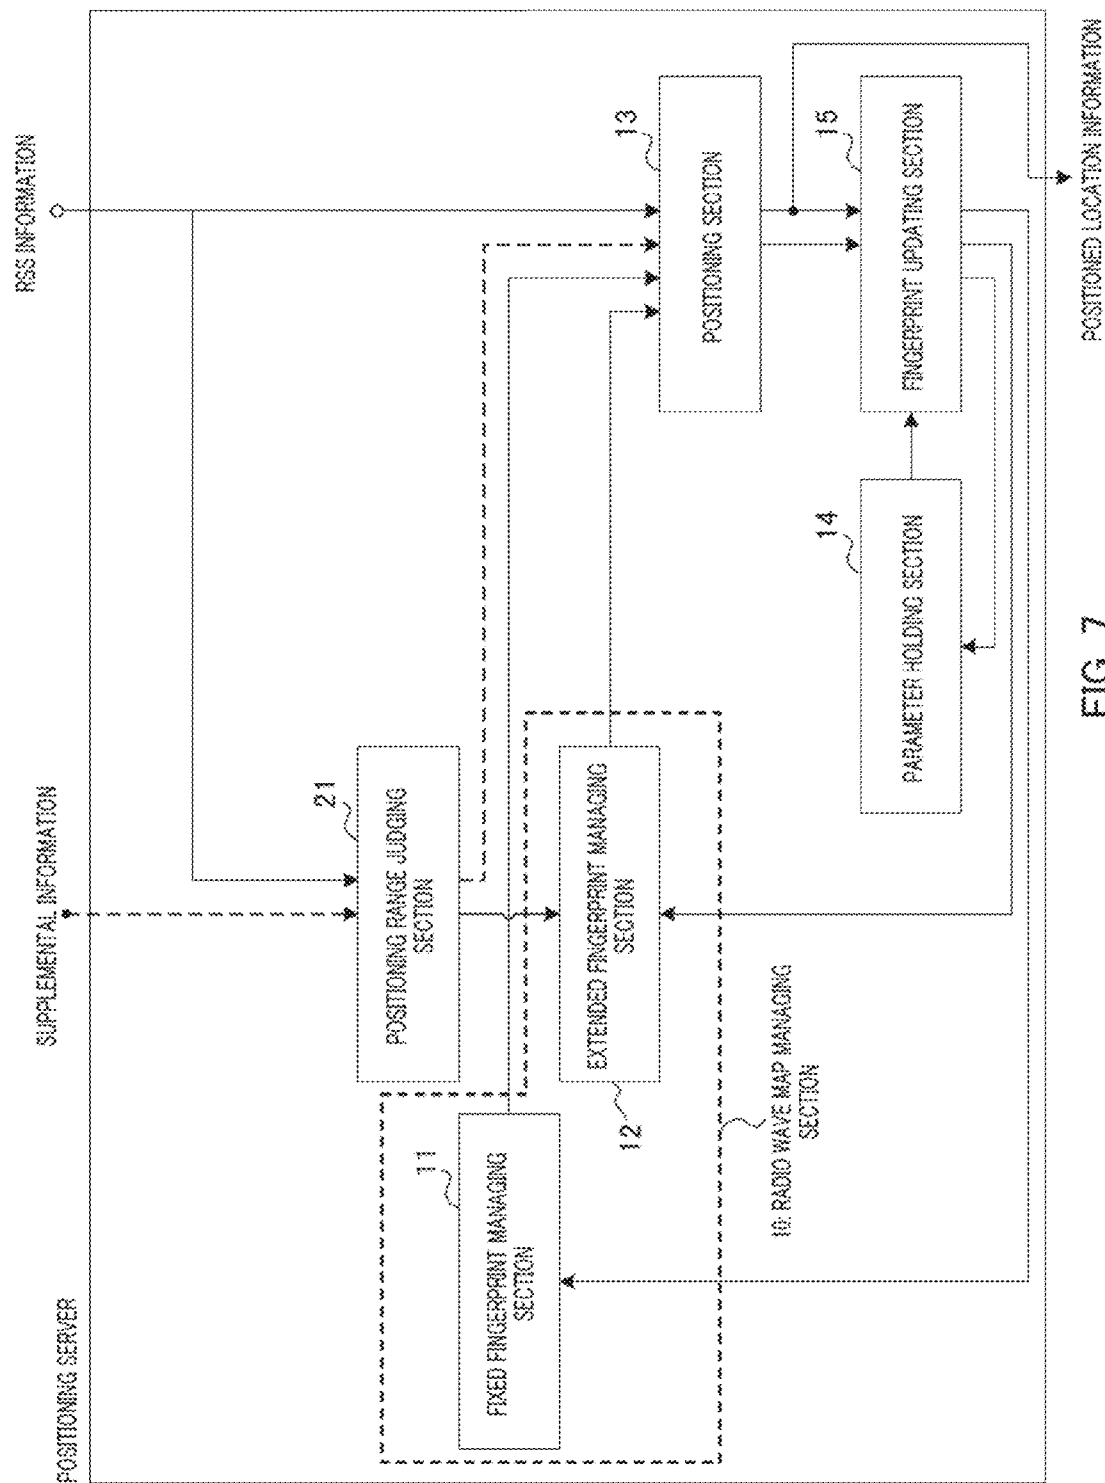 POSITIONING SERVER
SUPPLEMENTAL INFORMATION
RSS INFORMATION
11
FIXED FINGERPRINT MANAGING
SECTION
21
POSITIONING RANGE JUDGING
SECTION
12
EXTENDED FINGERPRINT MANAGING
SECTION
10: RADIO WAVE MAP MANAGING
SECTION
13
POSITIONING SECTION
14
PARAMETER HOLDING SECTION
15
FINGERPRINT UPDATING SECTION
POSITIONED LOCATION INFORMATION
FIG. 7